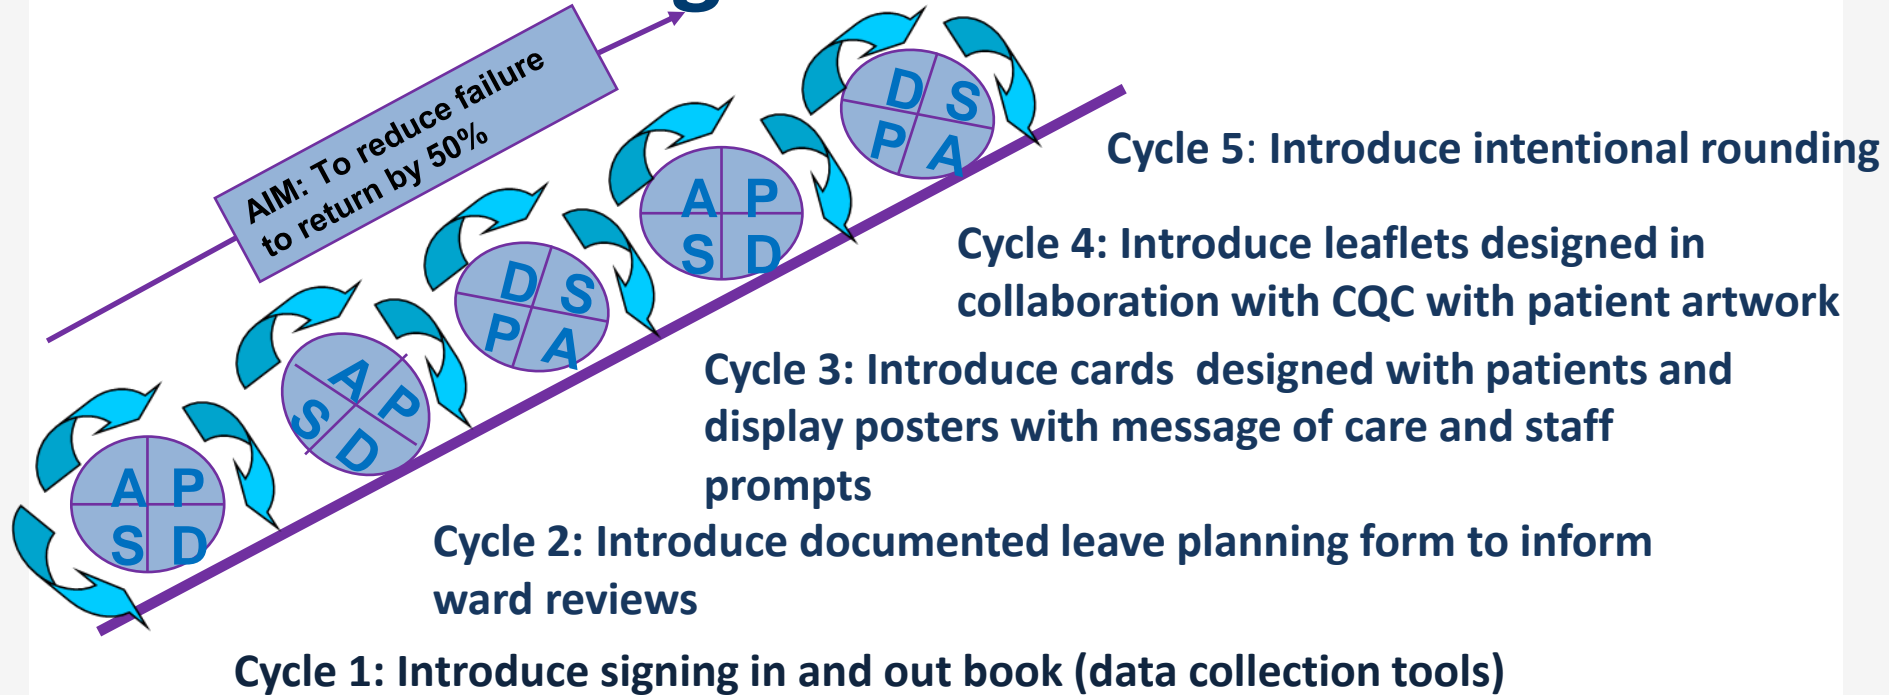 g
AIM: To reduce failure
to return by 50%
D S
P A
Cycle 5: Introduce intentional rounding
A P
S D
Cycle 4: Introduce leaflets designed in
collaboration with CQC with patient artwork
D S
P A
Cycle 3: Introduce cards  designed with patients and
display posters with message of care and staff
prompts
A P
S D
Cycle 2: Introduce documented leave planning form to inform
ward reviews
A P
S D
Cycle 1: Introduce signing in and out book (data collection tools)